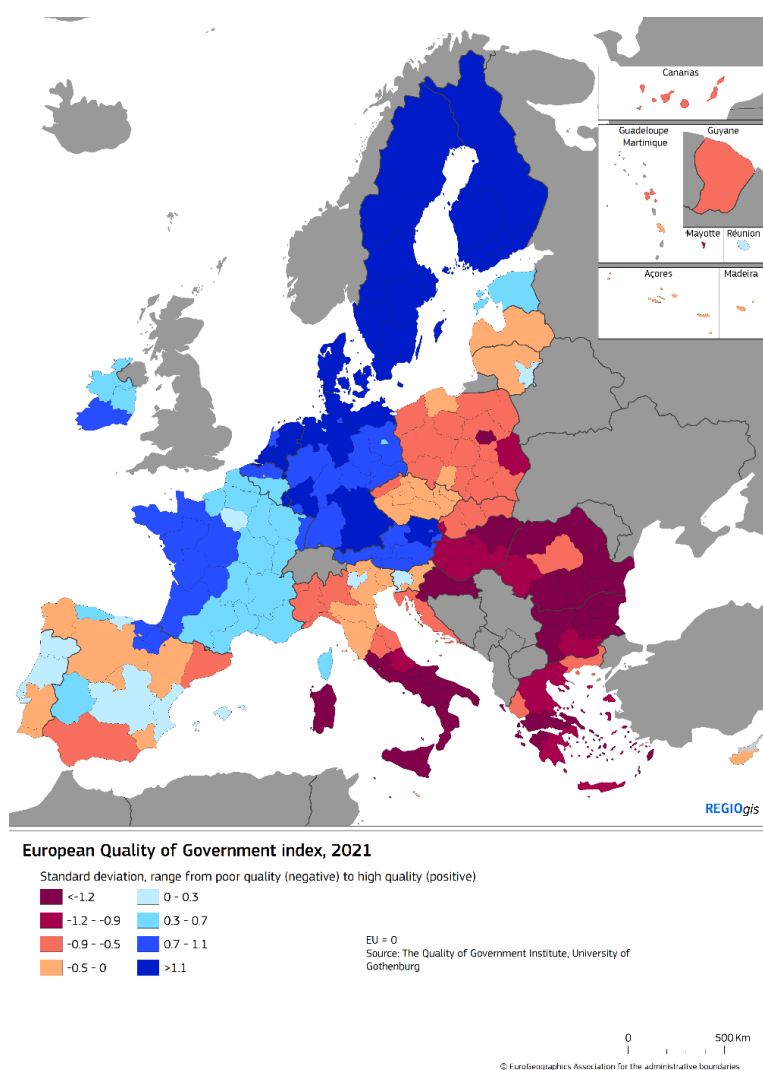 Canarias
Guadeloupe
Martinique
Guyane
Mayotte
Réunion
Açores
Madeira
REGIOgis
European Quality of Government index, 2021
Standard deviation, range from poor quality (negative) to high quality (positive)
<-1.2
-1.2 - -0.9
-0.9 - -0.5
-0.5 - 0
0 - 0.3
0.3 - 0.7
0.7 - 1.1
>1.1
EU = 0
Source: The Quality of Government Institute, University of
Gothenburg
0 500 Km
© EuroGeographics Association for the administrative boundaries